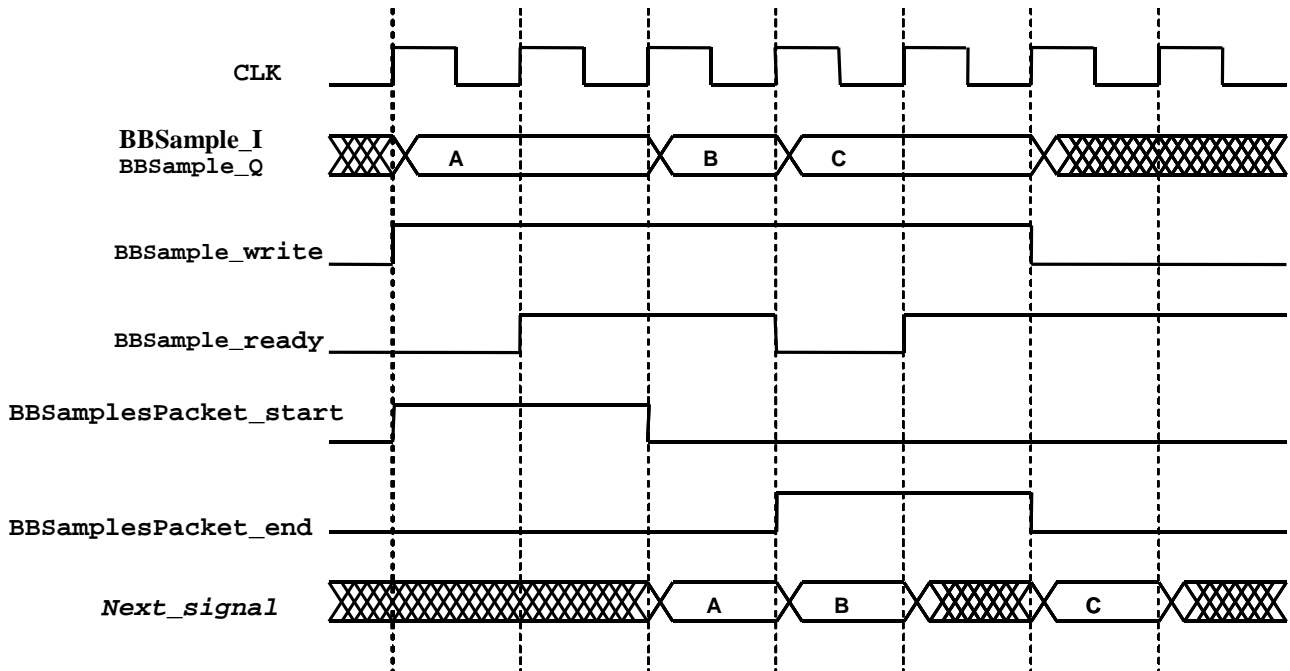 CLK
BBSample_I
BBSample_Q
A
B
C
BBSample_write
BBSample_ready
BBSamplesPacket_start
BBSamplesPacket_end
Next_signal
A
B
C